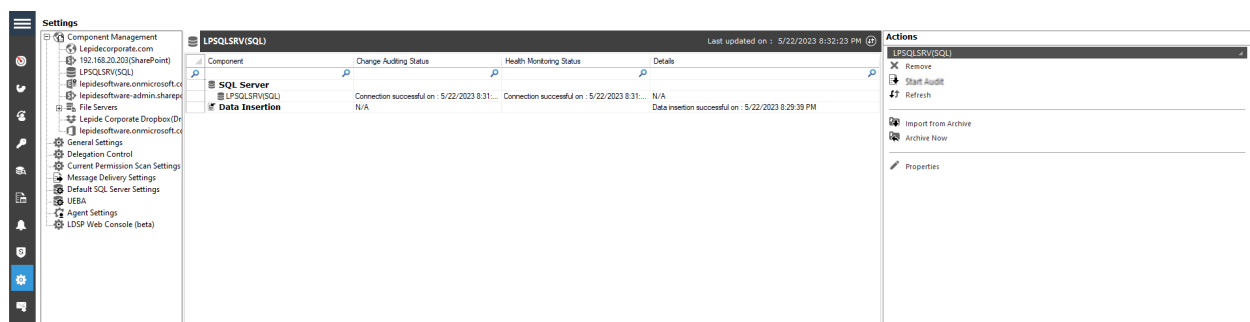 Settings
Component Management
Lepidecorporate.com
192.168.20.203(SharePoint)
LPSQLSRV(SQL)
lepidesoftware.onmicrosoft.co
lepidesoftware-admin.sharepo
File Servers
Lepide Corporate Dropbox(Dr
lepidesoftware.onmicrosoft.co
General Settings
Delegation Control
Current Permission Scan Settings
Message Delivery Settings
Default SQL Server Settings
UEBA
Agent Settings
LDSP Web Console (beta)
LPSQLSRV(SQL) Last updated on : 5/22/2023 8:32:23 PM
Component Change Auditing Status Health Monitoring Status Details
SQL Server
LPSQLSRV(SQL) Connection successful on : 5/22/2023 8:31:... Connection successful on : 5/22/2023 8:31:... N/A
Data Insertion N/A Data insertion successful on : 5/22/2023 8:29:39 PM
Actions
LPSQLSRV(SQL)
Remove
Start Audit
Refresh
Import from Archive
Archive Now
Properties